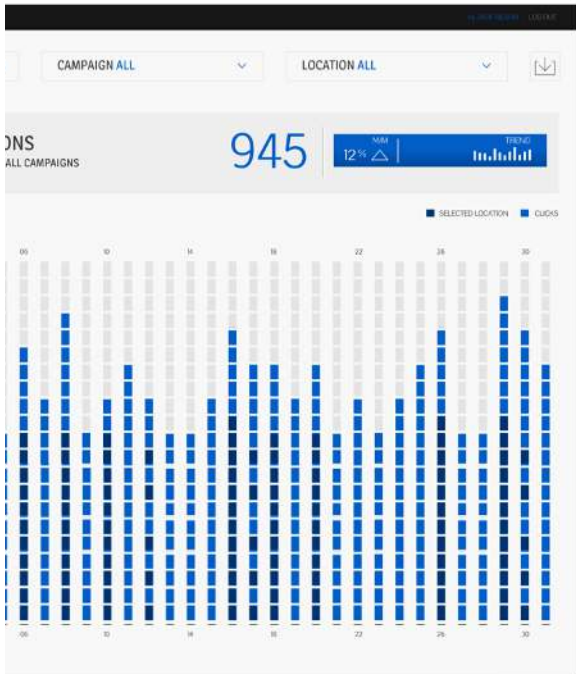 LOGOUT
CAMPAIGN ALL
LOCATION ALL
ONS
ALL CAMPAIGNS
945
12%
M/M
TREND
SELECTED LOCATION
CLICKS
06 10 14 18 22 26 30
06 10 14 18 22 26 30